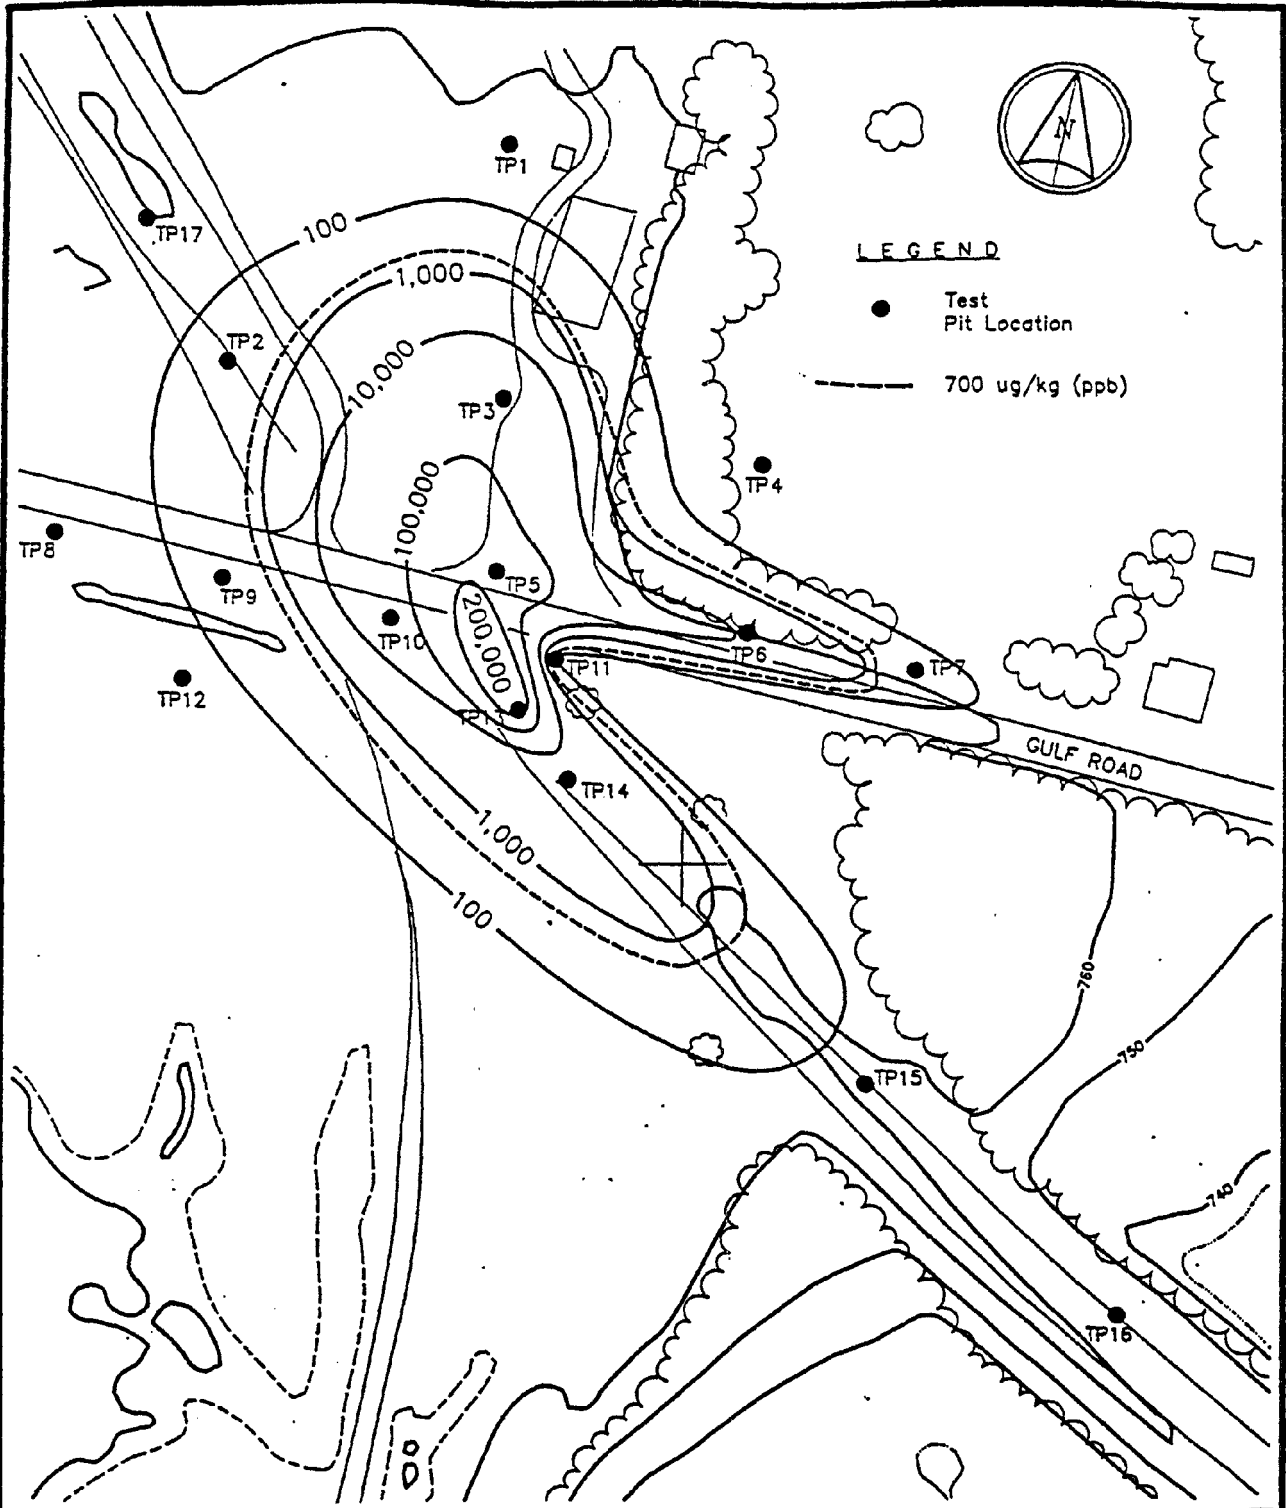 N
TP1
TP17
100
LEGEND
1,000
Test
Pit Location
TP2
10,000
700 ug/kg (ppb)
TP3
TP4
100,000
TP8
TP5
TP9
200,000
TP10
TP6
TP11
TP7
TP12
TP13
GULF ROAD
TP14
1,000
100
760
750
TP15
740
TP16